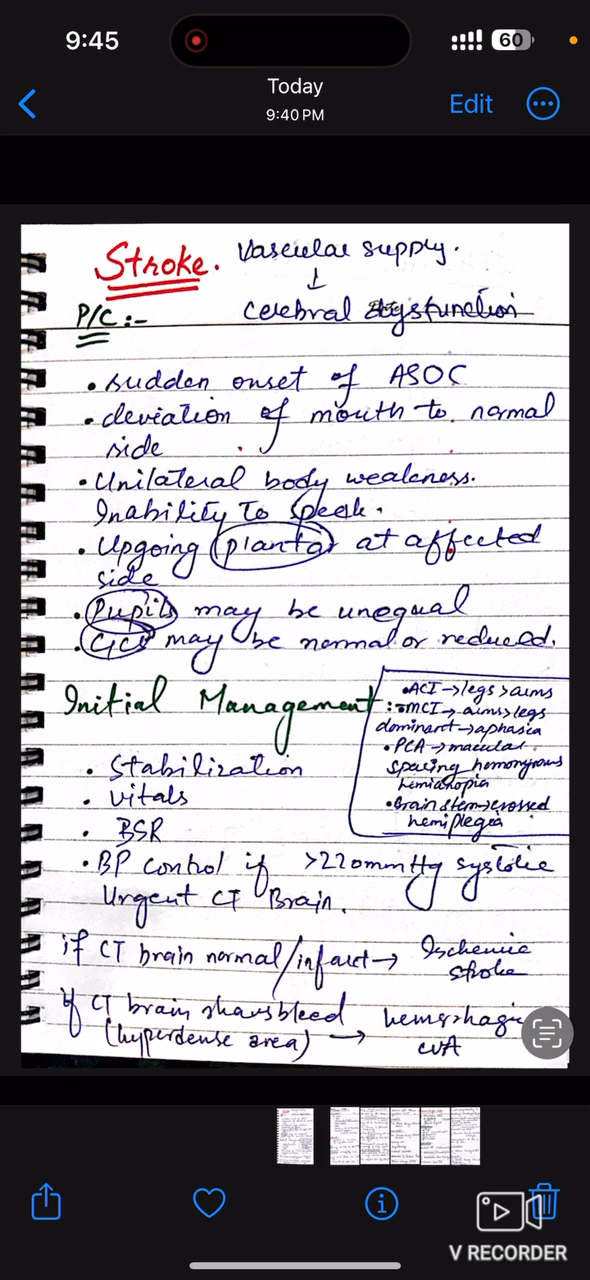 9:45
60
Today
9:40 PM
Edit
Stroke. Vascular supply.
↓
P/C:- Cerebral dysfunction
• sudden onset of ASOC
• deviation of mouth to normal
side
• Unilateral body weakness.
Inability to speak.
• Upgoing plantar at affected
side
• Pupils may be unequal
• GCS may be normal or reduced.
Initial Management:
• Stabilization
• Vitals
• BSR
• ACI → legs > arms
• MCI → arms > legs
dominant → aphasia
• PCA → macular
sparing homonymous
hemianopia
• Brain stem → crossed
hemiplegia
• BP control if >220mmHg systolic
Urgent CT Brain.
if CT brain normal/infarct → Ischemic
stroke
if CT brain shows bleed
(hyperdense area) → hemorrhagic
CVA
V RECORDER